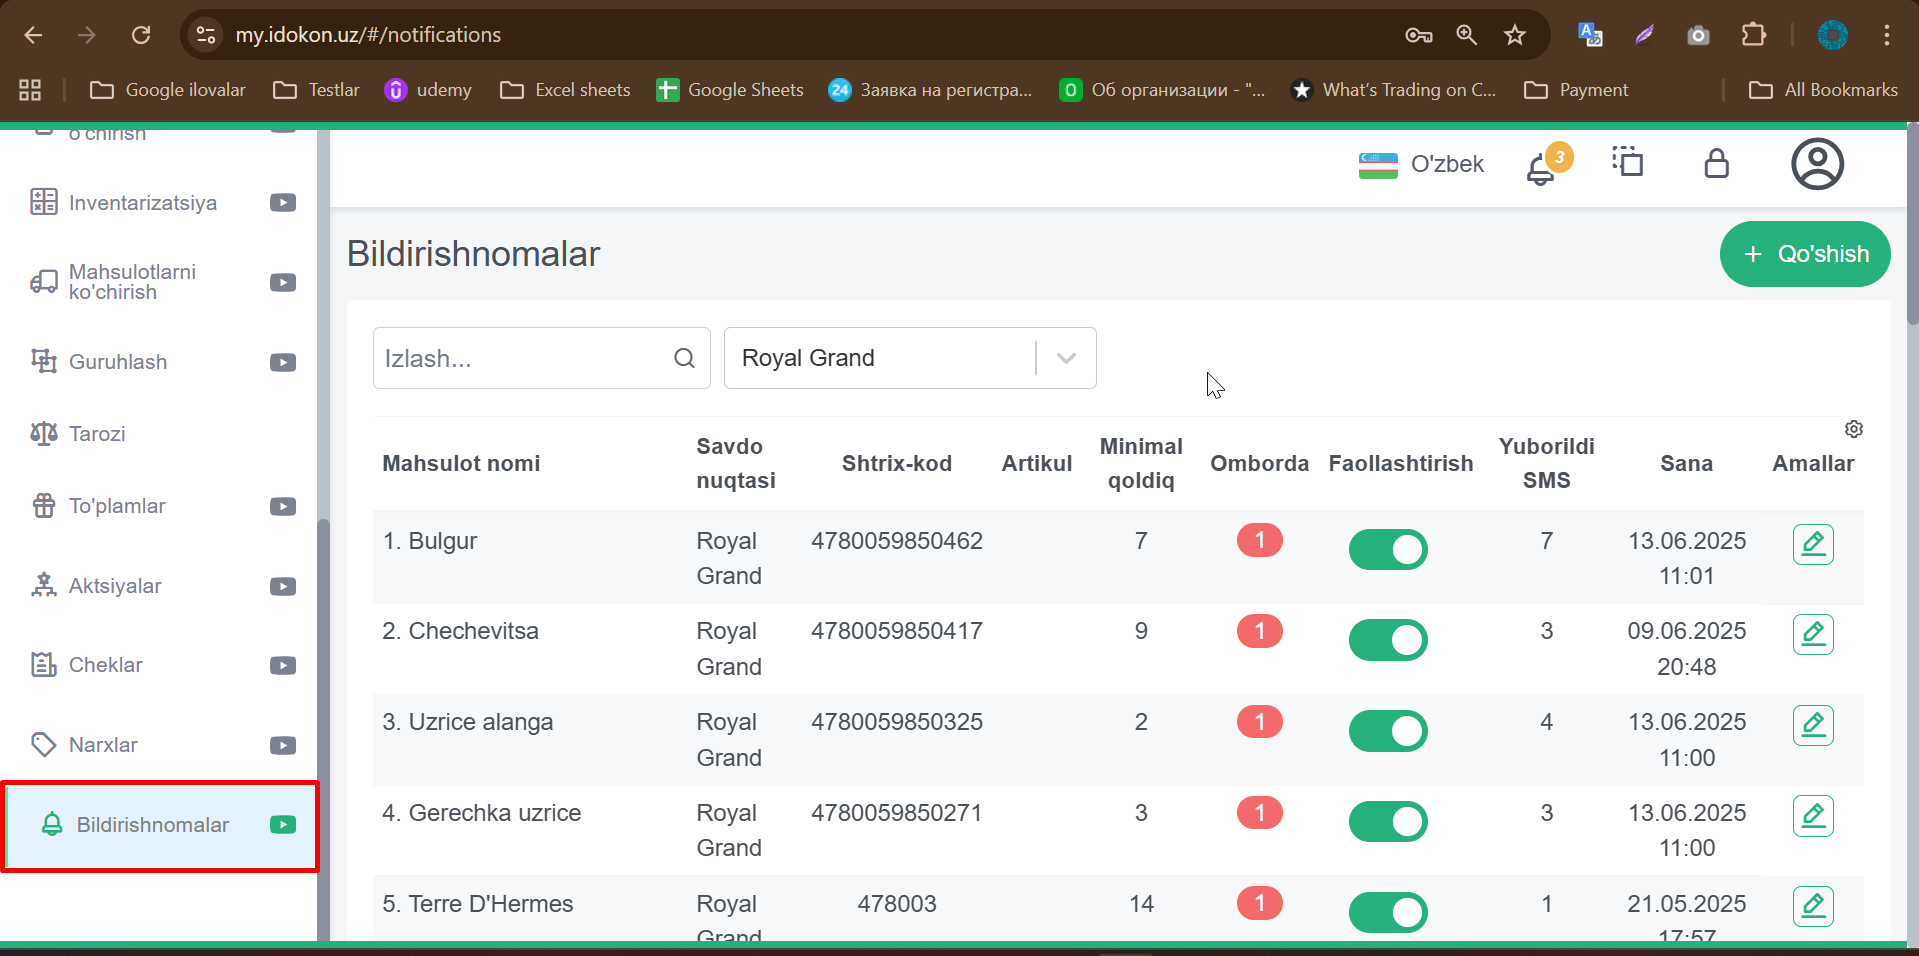 my.idokon.uz/#/notifications
Google ilovalar
Testlar
udemy
Excel sheets
Google Sheets
24
Заявка на регистра...
Об организации - "...
What's Trading on C...
Payment
All Bookmarks
o'chirish
Inventarizatsiya
Mahsulotlarni
ko'chirish
Guruhlash
Tarozi
To'plamlar
Aktsiyalar
Cheklar
Narxlar
Bildirishnomalar
O'zbek
3
Bildirishnomalar
+ Qo'shish
Izlash...
Royal Grand
Mahsulot nomi
Savdo
nuqtasi
Shtrix-kod
Artikul
Minimal
qoldiq
Omborda
Faollashtirish
Yuborildi
SMS
Sana
Amallar
1. Bulgur
Royal
Grand
4780059850462
7
1
7
13.06.2025
11:01
2. Chechevitsa
Royal
Grand
4780059850417
9
1
3
09.06.2025
20:48
3. Uzrice alanga
Royal
Grand
4780059850325
2
1
4
13.06.2025
11:00
4. Gerechka uzrice
Royal
Grand
4780059850271
3
1
3
13.06.2025
11:00
5. Terre D'Hermes
Royal
Grand
478003
14
1
1
21.05.2025
17:57